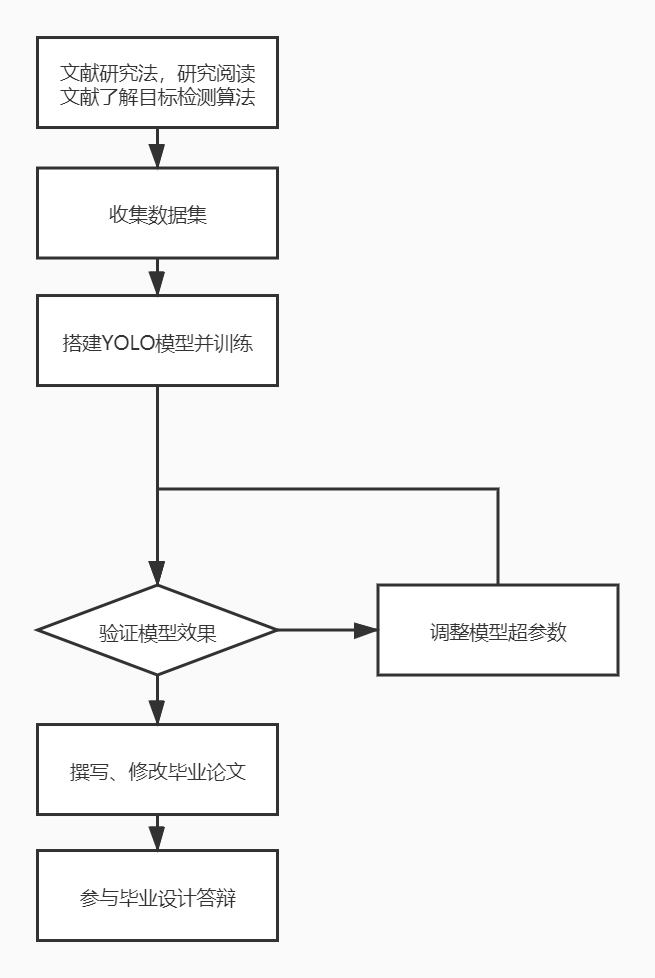 文献研究法，研究阅读
文献了解目标检测算法
收集数据集
搭建YOLO模型并训练
验证模型效果
调整模型超参数
撰写、修改毕业论文
参与毕业设计答辩